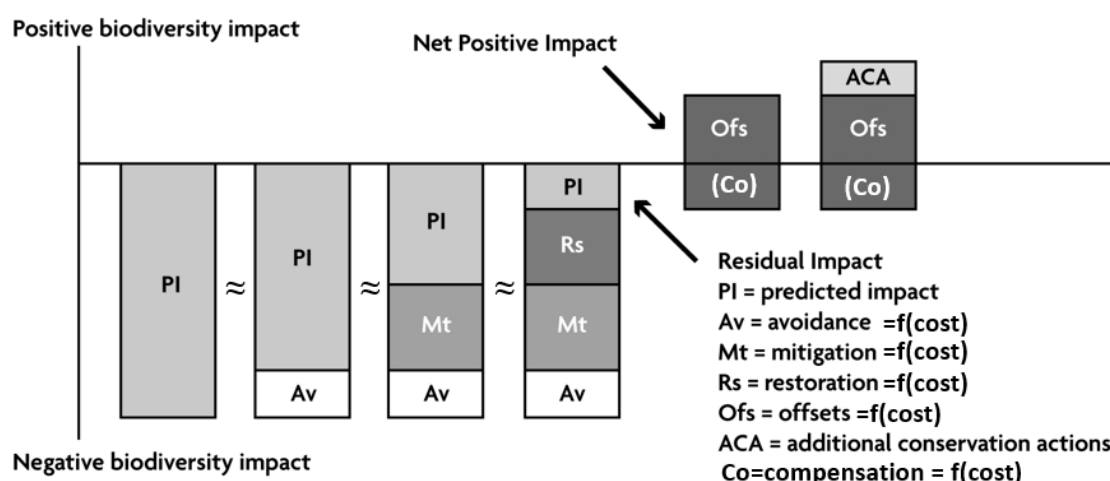 Positive biodiversity impact
Net Positive Impact
ACA
Ofs
Ofs
(Co)
(Co)
PI
PI
PI
PI
Rs
Mt
Mt
Av
Av
Av
≈
≈
≈
Residual Impact
PI = predicted impact
Av = avoidance =f(cost)
Mt = mitigation =f(cost)
Rs = restoration =f(cost)
Ofs = offsets =f(cost)
ACA = additional conservation actions
Co=compensation = f(cost)
Negative biodiversity impact